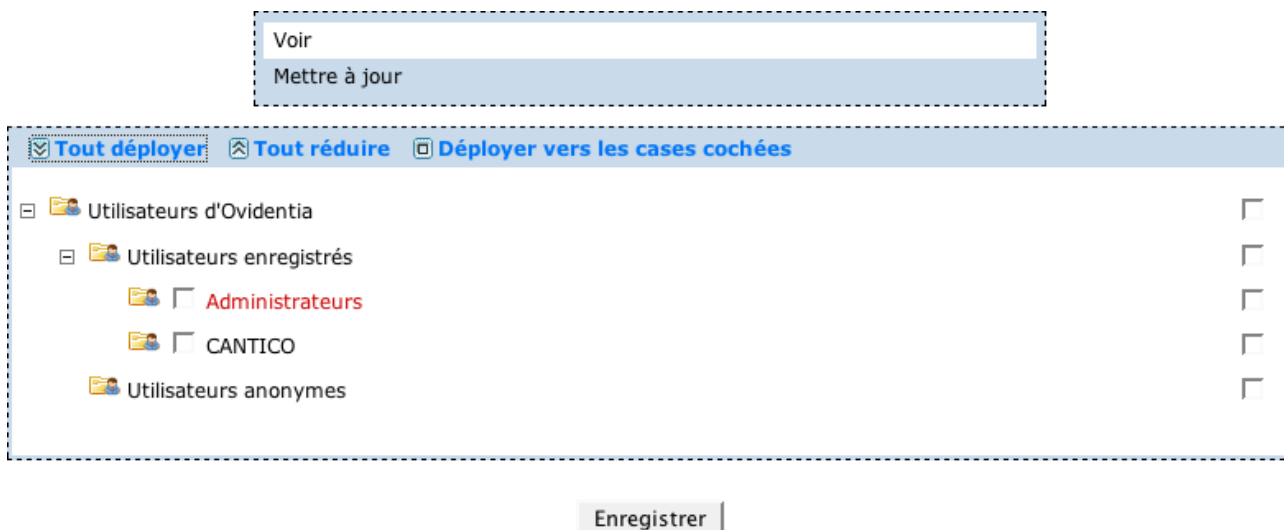 Voir
Mettre à jour
Tout déployer Tout réduire Déployer vers les cases cochées
Utilisateurs d'Ovidentia
Utilisateurs enregistrés
Administrateurs
CANTICO
Utilisateurs anonymes
Enregistrer